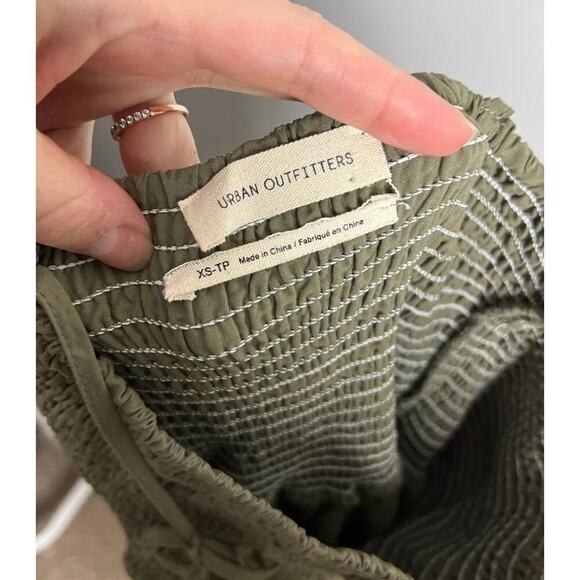 URBAN OUTFITTERS
XS-TP Made in China / Fabriqué en Chine